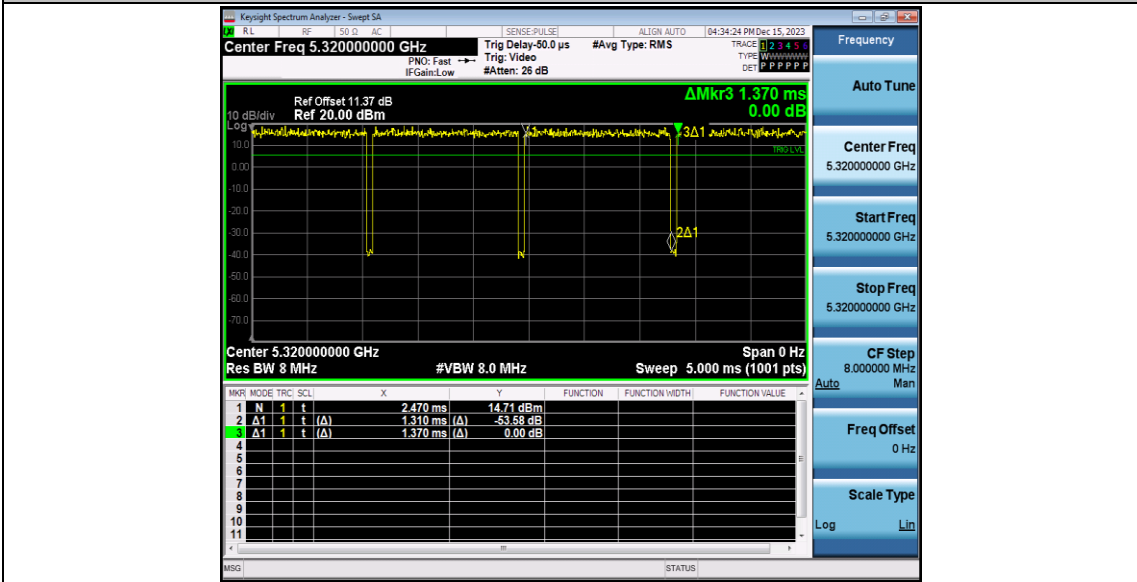 Keysight Spectrum Analyzer - Swept SA
RL RF 50 Ω AC SENSE:PULSE ALIGN AUTO 04:34:24 PM Dec 15, 2023
Center Freq 5.320000000 GHz
PNO: Fast
IFGain:Low
Trig Delay-50.0 µs
Trig: Video
#Atten: 26 dB
#Avg Type: RMS
TRACE 1 2 3 4 5 6
TYPE WWWWWW
DET P P P P P P
ΔMkr3 1.370 ms
0.00 dB
Ref Offset 11.37 dB
10 dB/div Ref 20.00 dBm
Log
10.0
0.00
-10.0
-20.0
-30.0
-40.0
-50.0
-60.0
-70.0
3Δ1
TRIG LVL
2Δ1
Center 5.320000000 GHz Span 0 Hz
Res BW 8 MHz #VBW 8.0 MHz Sweep 5.000 ms (1001 pts)
MKR MODE TRC SCL X Y FUNCTION FUNCTION WIDTH FUNCTION VALUE
1 N 1 t 2.470 ms 14.71 dBm
2 Δ1 1 t (Δ) 1.310 ms (Δ) -53.58 dB
3 Δ1 1 t (Δ) 1.370 ms (Δ) 0.00 dB
4
5
6
7
8
9
10
11
MSG STATUS
Frequency
Auto Tune
Center Freq
5.320000000 GHz
Start Freq
5.320000000 GHz
Stop Freq
5.320000000 GHz
CF Step
8.000000 MHz
Auto Man
Freq Offset
0 Hz
Scale Type
Log Lin